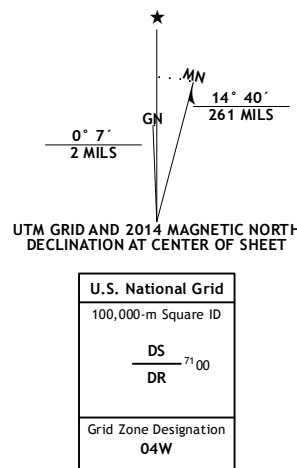 ★
MN
GN
14° 40´
261 MILS
0° 7´
2 MILS
UTM GRID AND 2014 MAGNETIC NORTH
DECLINATION AT CENTER OF SHEET
U.S. National Grid
100,000-m Square ID
DS
7100
DR
Grid Zone Designation
04W